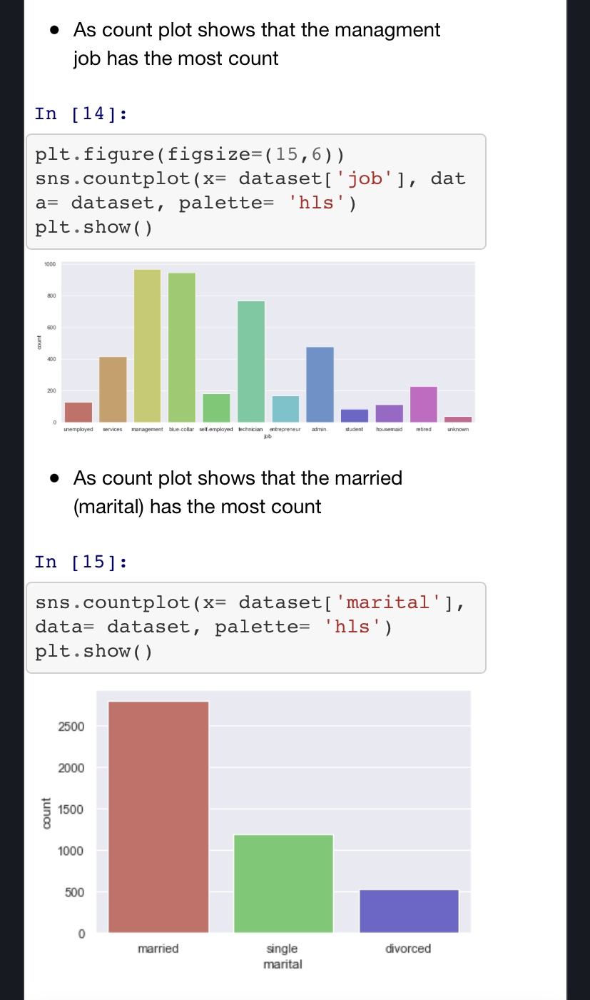 ● As count plot shows that the managment
job has the most count
In [14]:
plt.figure(figsize=(15,6))
sns.countplot(x= dataset['job'], dat
a= dataset, palette= 'hls')
plt.show()
1000
800
600
400
200
0
count
unemployed services management blue-collar self-employed technician entrepreneur admin. student housemaid retired unknown
job
● As count plot shows that the married
(marital) has the most count
In [15]:
sns.countplot(x= dataset['marital'],
data= dataset, palette= 'hls')
plt.show()
2500
2000
1500
1000
500
0
count
married single divorced
marital